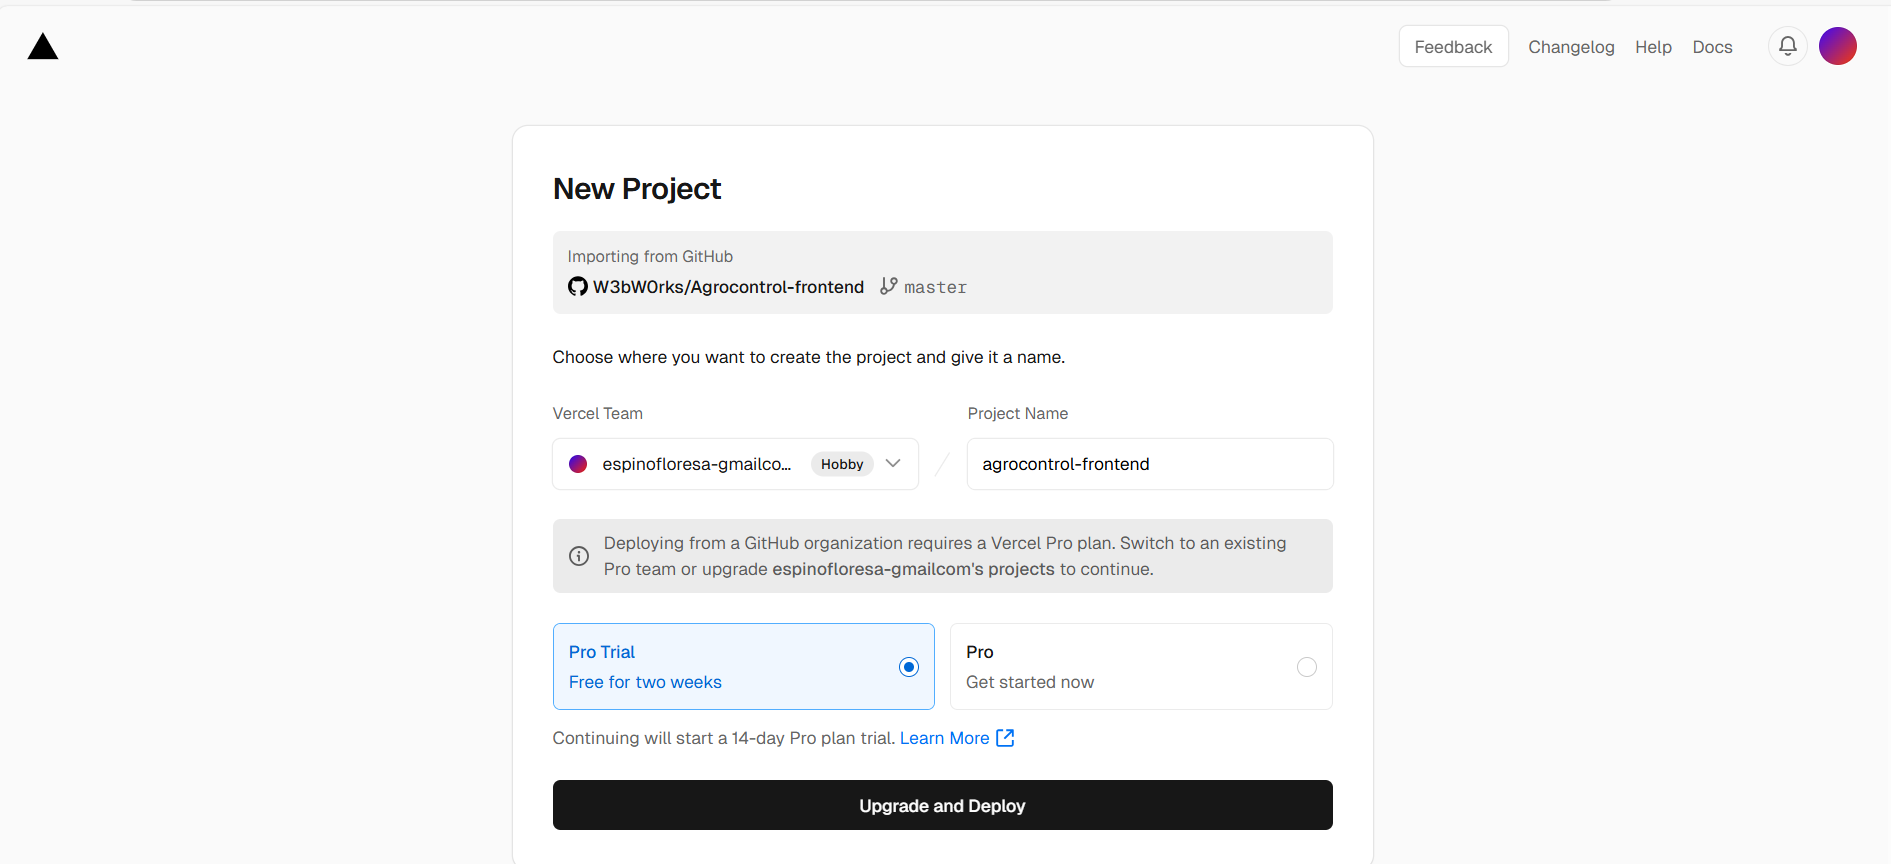 Feedback
Changelog
Help
Docs
New Project
Importing from GitHub
W3bW0rks/Agrocontrol-frontend
master
Choose where you want to create the project and give it a name.
Vercel Team
Project Name
espinofloresa-gmailco...
Hobby
agrocontrol-frontend
Deploying from a GitHub organization requires a Vercel Pro plan. Switch to an existing
Pro team or upgrade espinofloresa-gmailcom's projects to continue.
Pro Trial
Free for two weeks
Pro
Get started now
Continuing will start a 14-day Pro plan trial. Learn More
Upgrade and Deploy